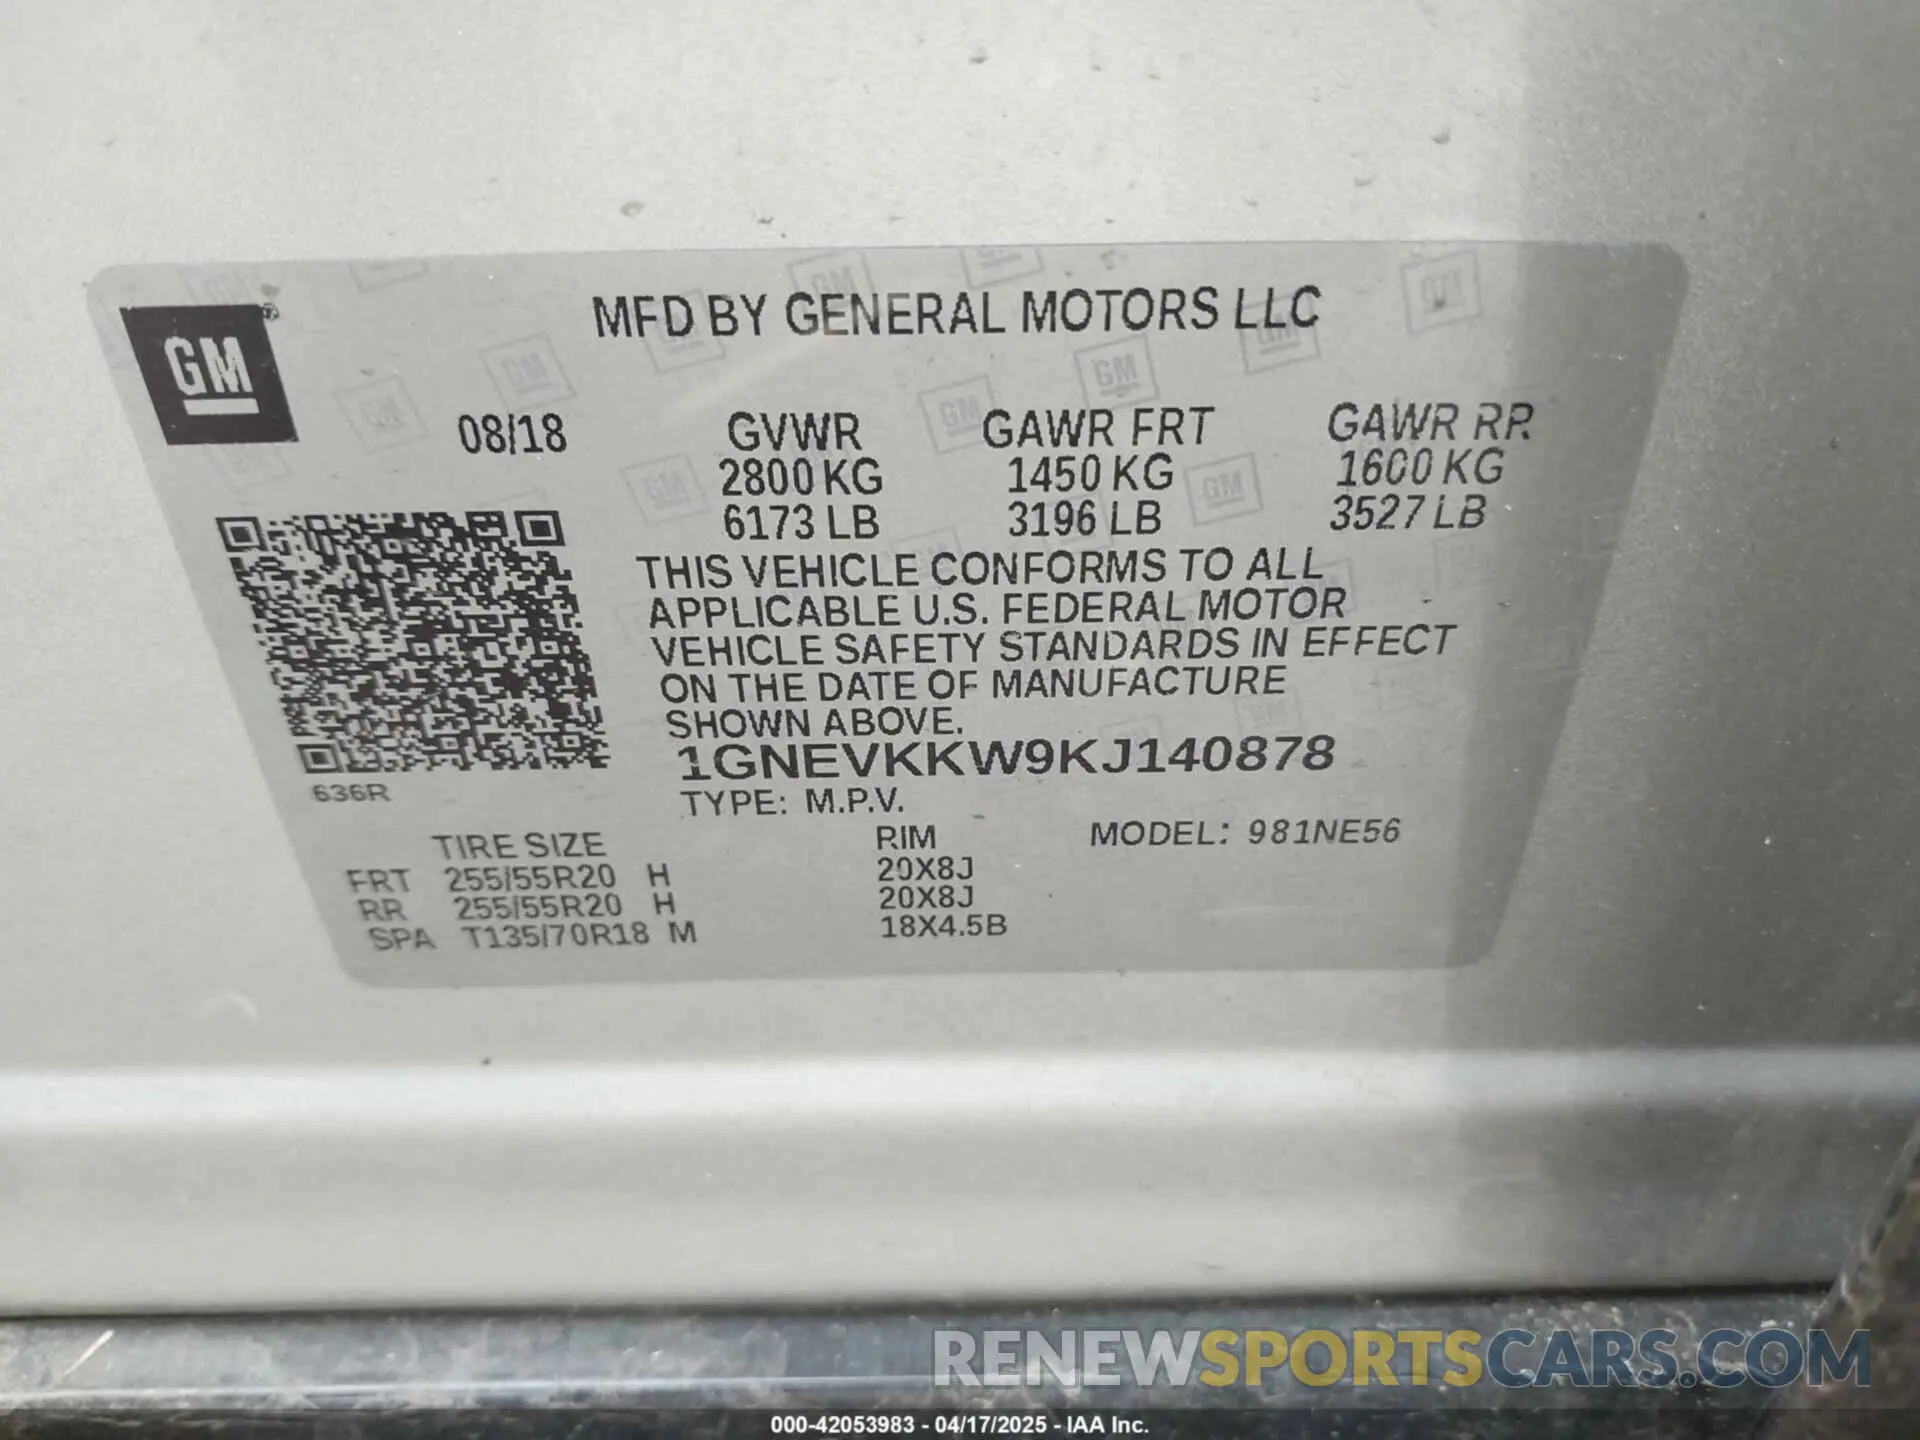 MFD BY GENERAL MOTORS LLC
GM
08/18 GVWR GAWR FRT GAWR RR
2800 KG 1450 KG 1600 KG
6173 LB 3196 LB 3527 LB
THIS VEHICLE CONFORMS TO ALL
APPLICABLE U.S. FEDERAL MOTOR
VEHICLE SAFETY STANDARDS IN EFFECT
ON THE DATE OF MANUFACTURE
SHOWN ABOVE.
1GNEVKKW9KJ140878
636R
TYPE: M.P.V.
TIRE SIZE RIM MODEL: 981NE56
FRT 255/55R20 H 20X8J
RR 255/55R20 H 20X8J
SPA T135/70R18 M 18X4.5B
RENEWSPORTSCARS.COM
000-42053983 - 04/17/2025 - IAA Inc.